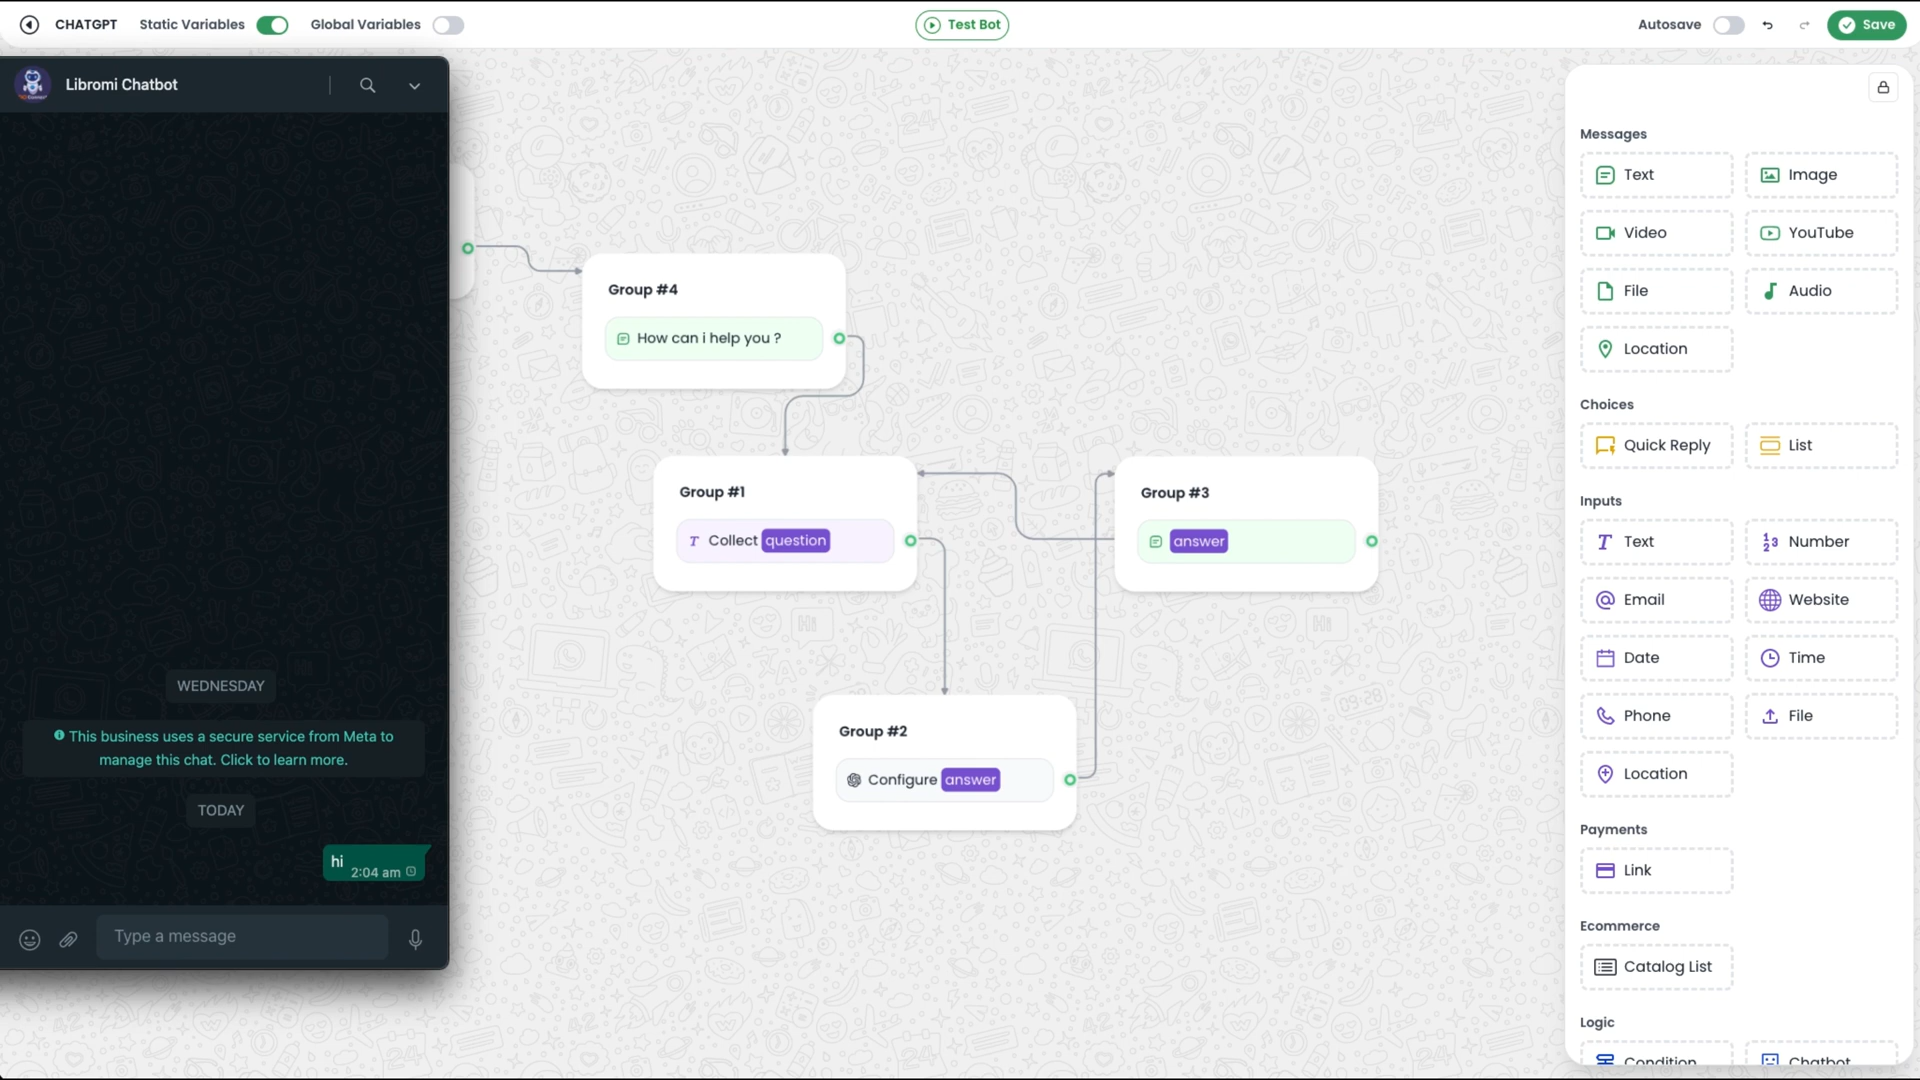 CHATGPT
Static Variables
Global Variables
Test Bot
Autosave
Save
Libromi Chatbot
WEDNESDAY
This business uses a secure service from Meta to
manage this chat. Click to learn more.
TODAY
hi
2:04 am
Type a message
Group #4
How can i help you ?
Group #1
Collect question
Group #3
answer
Group #2
Configure answer
Messages
Text
Image
Video
YouTube
File
Audio
Location
Choices
Quick Reply
List
Inputs
Text
Number
Email
Website
Date
Time
Phone
File
Location
Payments
Link
Ecommerce
Catalog List
Logic
Condition
Chatbot